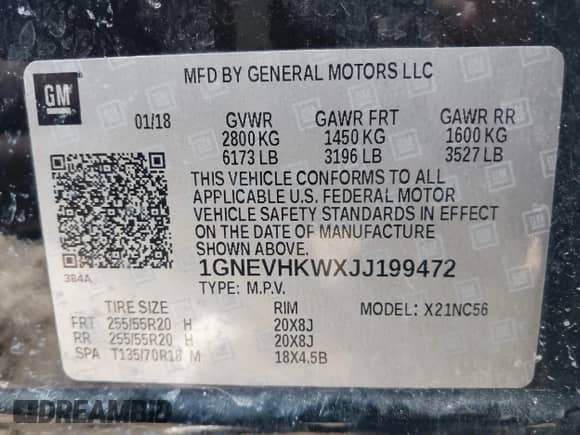 GM
MFD BY GENERAL MOTORS LLC
01/18
GVWR GAWR FRT GAWR RR
2800 KG 1450 KG 1600 KG
6173 LB 3196 LB 3527 LB
THIS VEHICLE CONFORMS TO ALL
APPLICABLE U.S. FEDERAL MOTOR
VEHICLE SAFETY STANDARDS IN EFFECT
ON THE DATE OF MANUFACTURE
SHOWN ABOVE.
384A
1GNEVHKWXJJ199472
TYPE: M.P.V.
TIRE SIZE RIM MODEL: X21NC56
FRT 255/55R20 H 20X8J
RR 255/55R20 H 20X8J
SPA T135/70R18 M 18X4.5B
DREAMBID